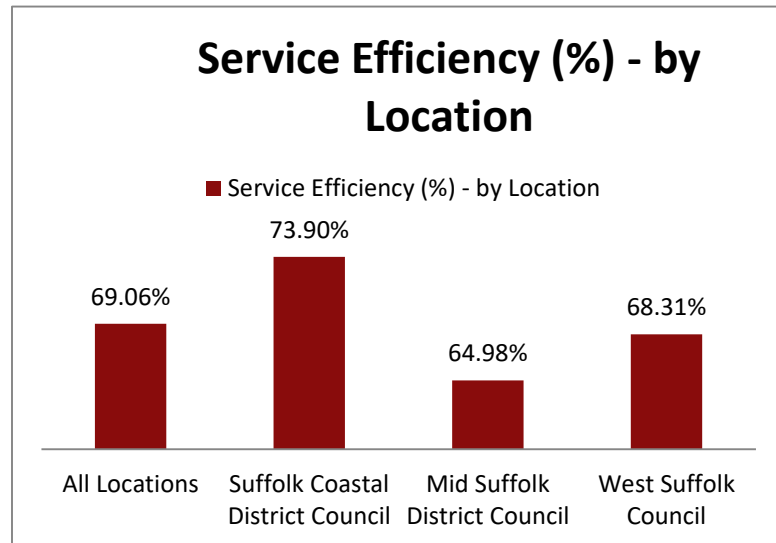 Service Efficiency (%) - by
Location
Service Efficiency (%) - by Location
69.06%
73.90%
64.98%
68.31%
All Locations
Suffolk Coastal
District Council
Mid Suffolk
District Council
West Suffolk
Council